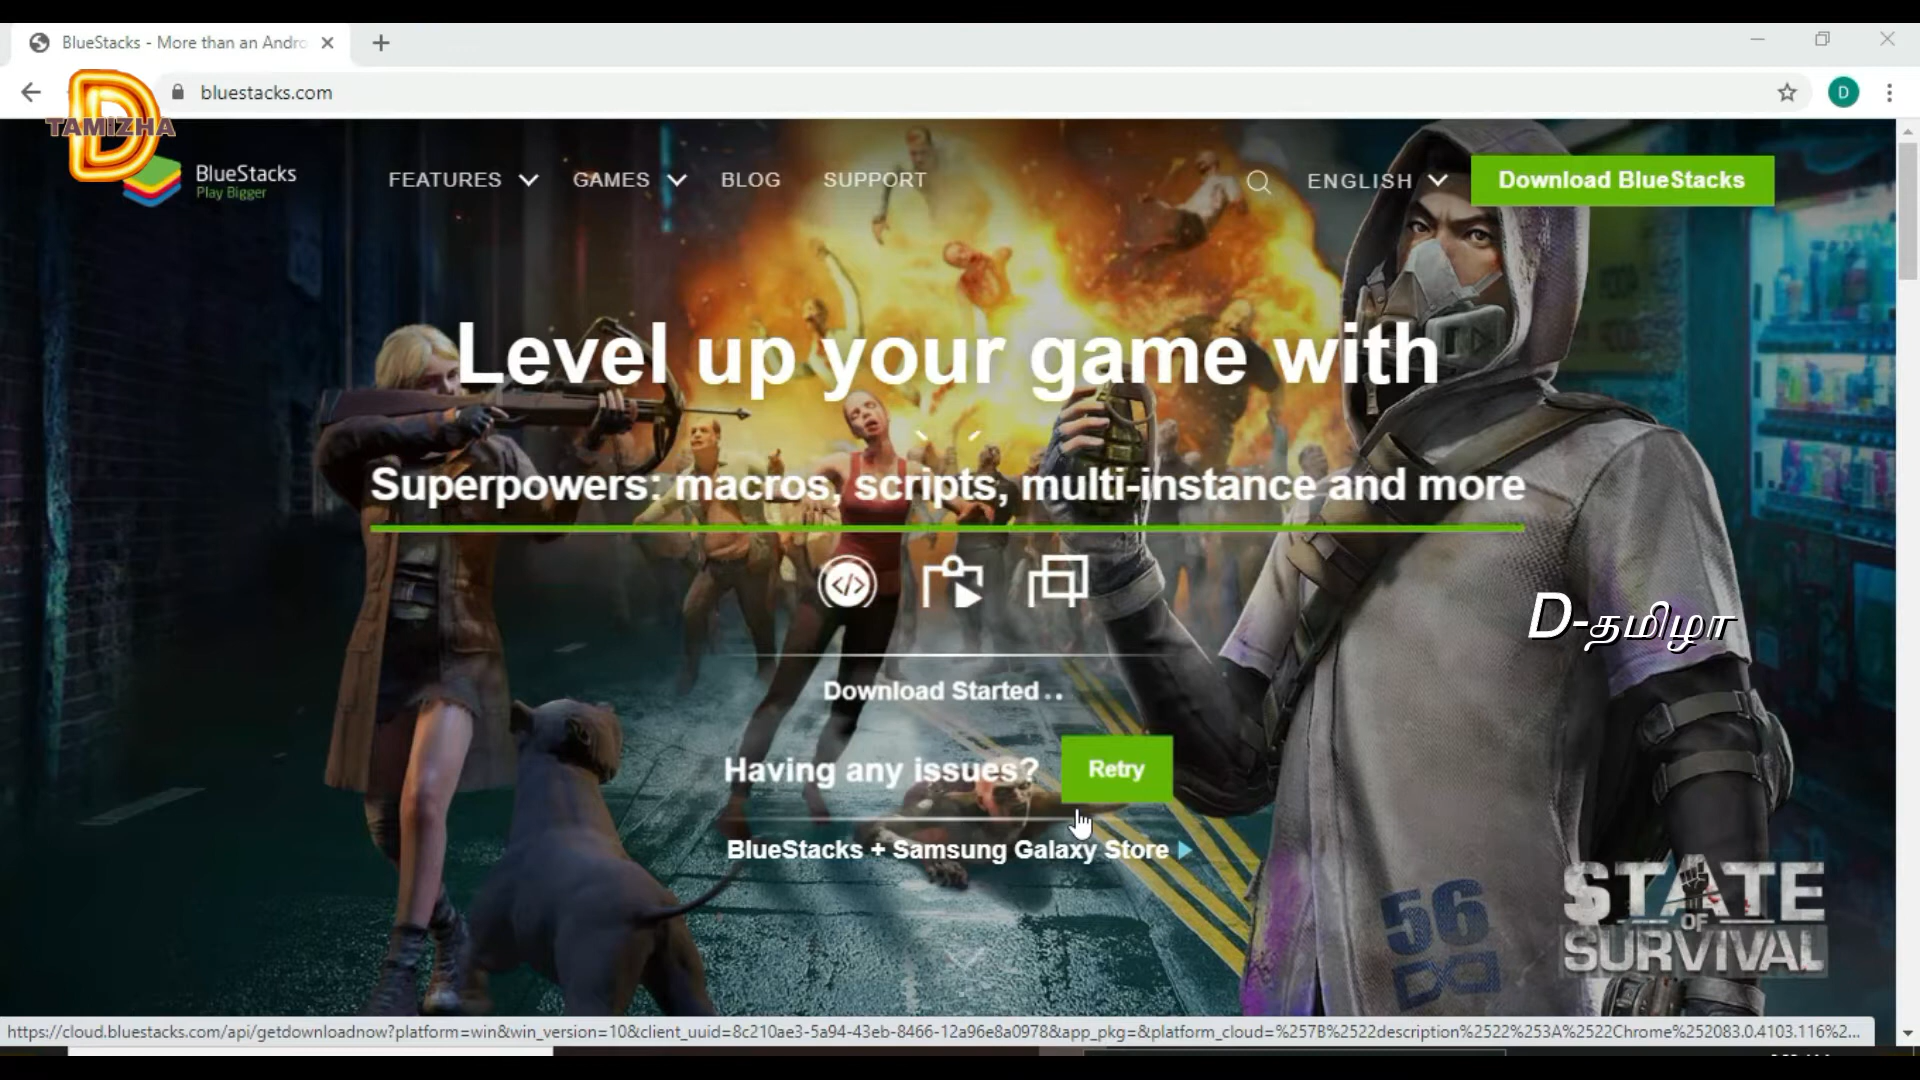 BlueStacks - More than an Andro
bluestacks.com
D
D
TAMIZHA
BlueStacks
Play Bigger
FEATURES
GAMES
BLOG
SUPPORT
ENGLISH
Download BlueStacks
Level up your game with
Superpowers: macros, scripts, multi-instance and more
D-தமிழா
Download Started..
Having any issues?
Retry
BlueStacks + Samsung Galaxy Store
56
STATE
OF
SURVIVAL
https://cloud.bluestacks.com/api/getdownloadnow?platform=win&win_version=10&client_uuid=8c210ae3-5a94-43eb-8466-12a96e8a0978&app_pkg=&platform_cloud=%257B%2522description%2522%253A%2522Chrome%252083.0.4103.116%2...